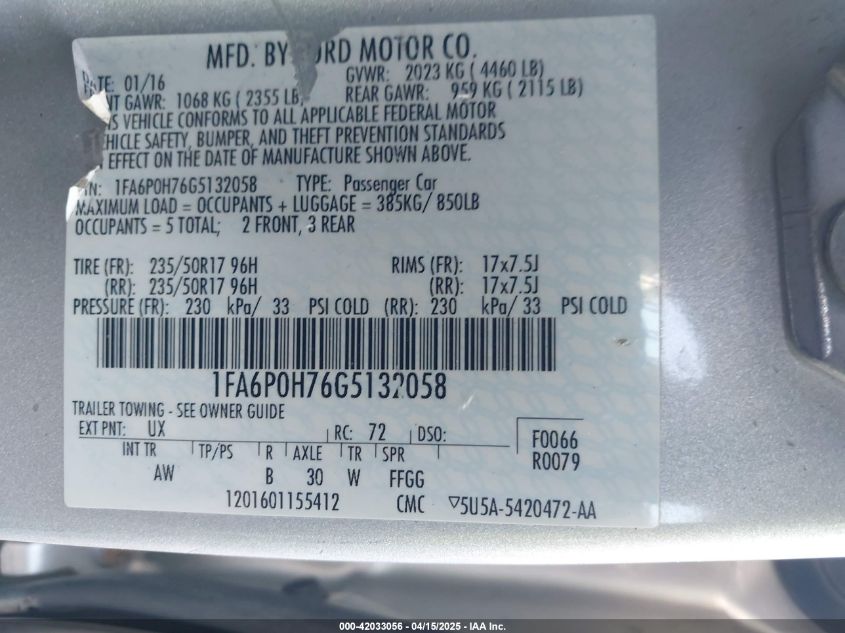 MFD. BY FORD MOTOR CO.
DATE: 01/16 GVWR: 2023 KG ( 4460 LB)
FRONT GAWR: 1068 KG ( 2355 LB) REAR GAWR: 959 KG ( 2115 LB)
THIS VEHICLE CONFORMS TO ALL APPLICABLE FEDERAL MOTOR
VEHICLE SAFETY, BUMPER, AND THEFT PREVENTION STANDARDS
IN EFFECT ON THE DATE OF MANUFACTURE SHOWN ABOVE.
VIN: 1FA6P0H76G5132058 TYPE: Passenger Car
MAXIMUM LOAD = OCCUPANTS + LUGGAGE = 385KG/ 850LB
OCCUPANTS = 5 TOTAL; 2 FRONT, 3 REAR
TIRE (FR): 235/50R17 96H RIMS (FR): 17x7.5J
(RR): 235/50R17 96H (RR): 17x7.5J
PRESSURE (FR): 230 kPa/ 33 PSI COLD (RR): 230 kPa/ 33 PSI COLD
1FA6P0H76G5132058
TRAILER TOWING - SEE OWNER GUIDE
EXT PNT: UX RC: 72 DSO: F0066
INT TR TP/PS R AXLE TR SPR R0079
AW B 30 W FFGG
1201601155412 CMC ▽5U5A-5420472-AA
000-42033056 - 04/15/2025 - IAA Inc.